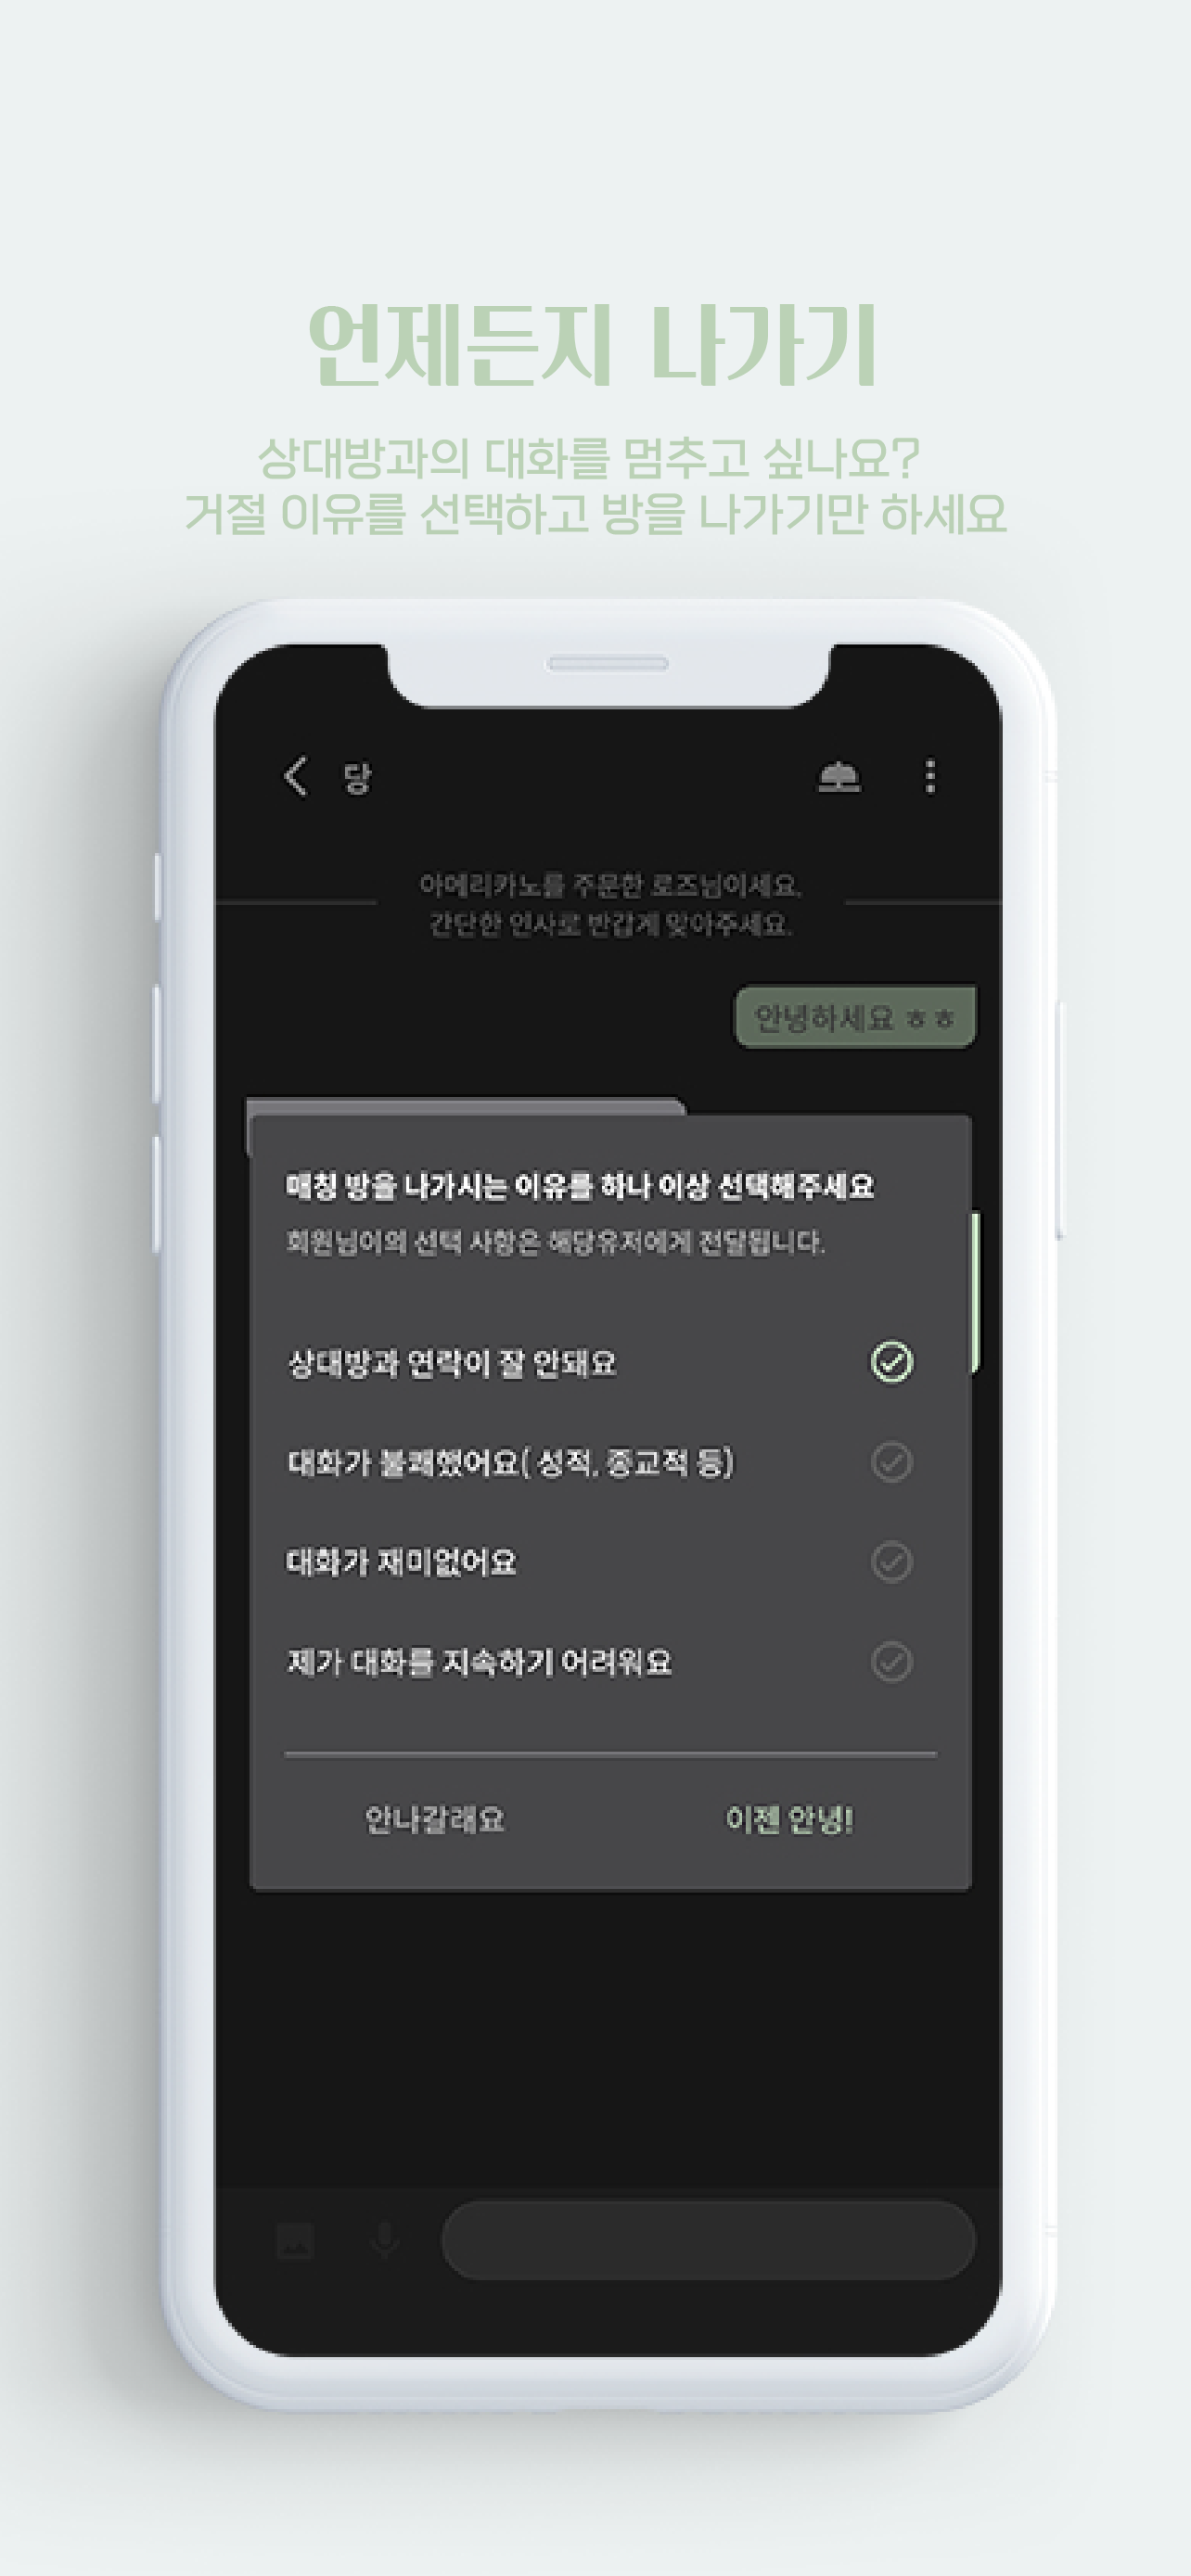 언제든지 나가기
상대방과의 대화를 멈추고 싶나요?
거절 이유를 선택하고 방을 나가기만 하세요
당
아메리카노를 주문한 로즈님이세요.
간단한 인사로 반갑게 맞아주세요.
안녕하세요 ㅎㅎ
매칭 방을 나가시는 이유를 하나 이상 선택해주세요
회원님이의 선택 사항은 해당유저에게 전달됩니다.
상대방과 연락이 잘 안돼요
대화가 불쾌했어요( 성적, 종교적 등)
대화가 재미없어요
제가 대화를 지속하기 어려워요
안나갈래요
이젠 안녕!